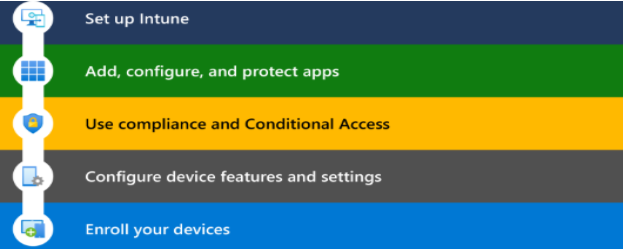 Set up Intune
Add, configure, and protect apps
Use compliance and Conditional Access
Configure device features and settings
Enroll your devices